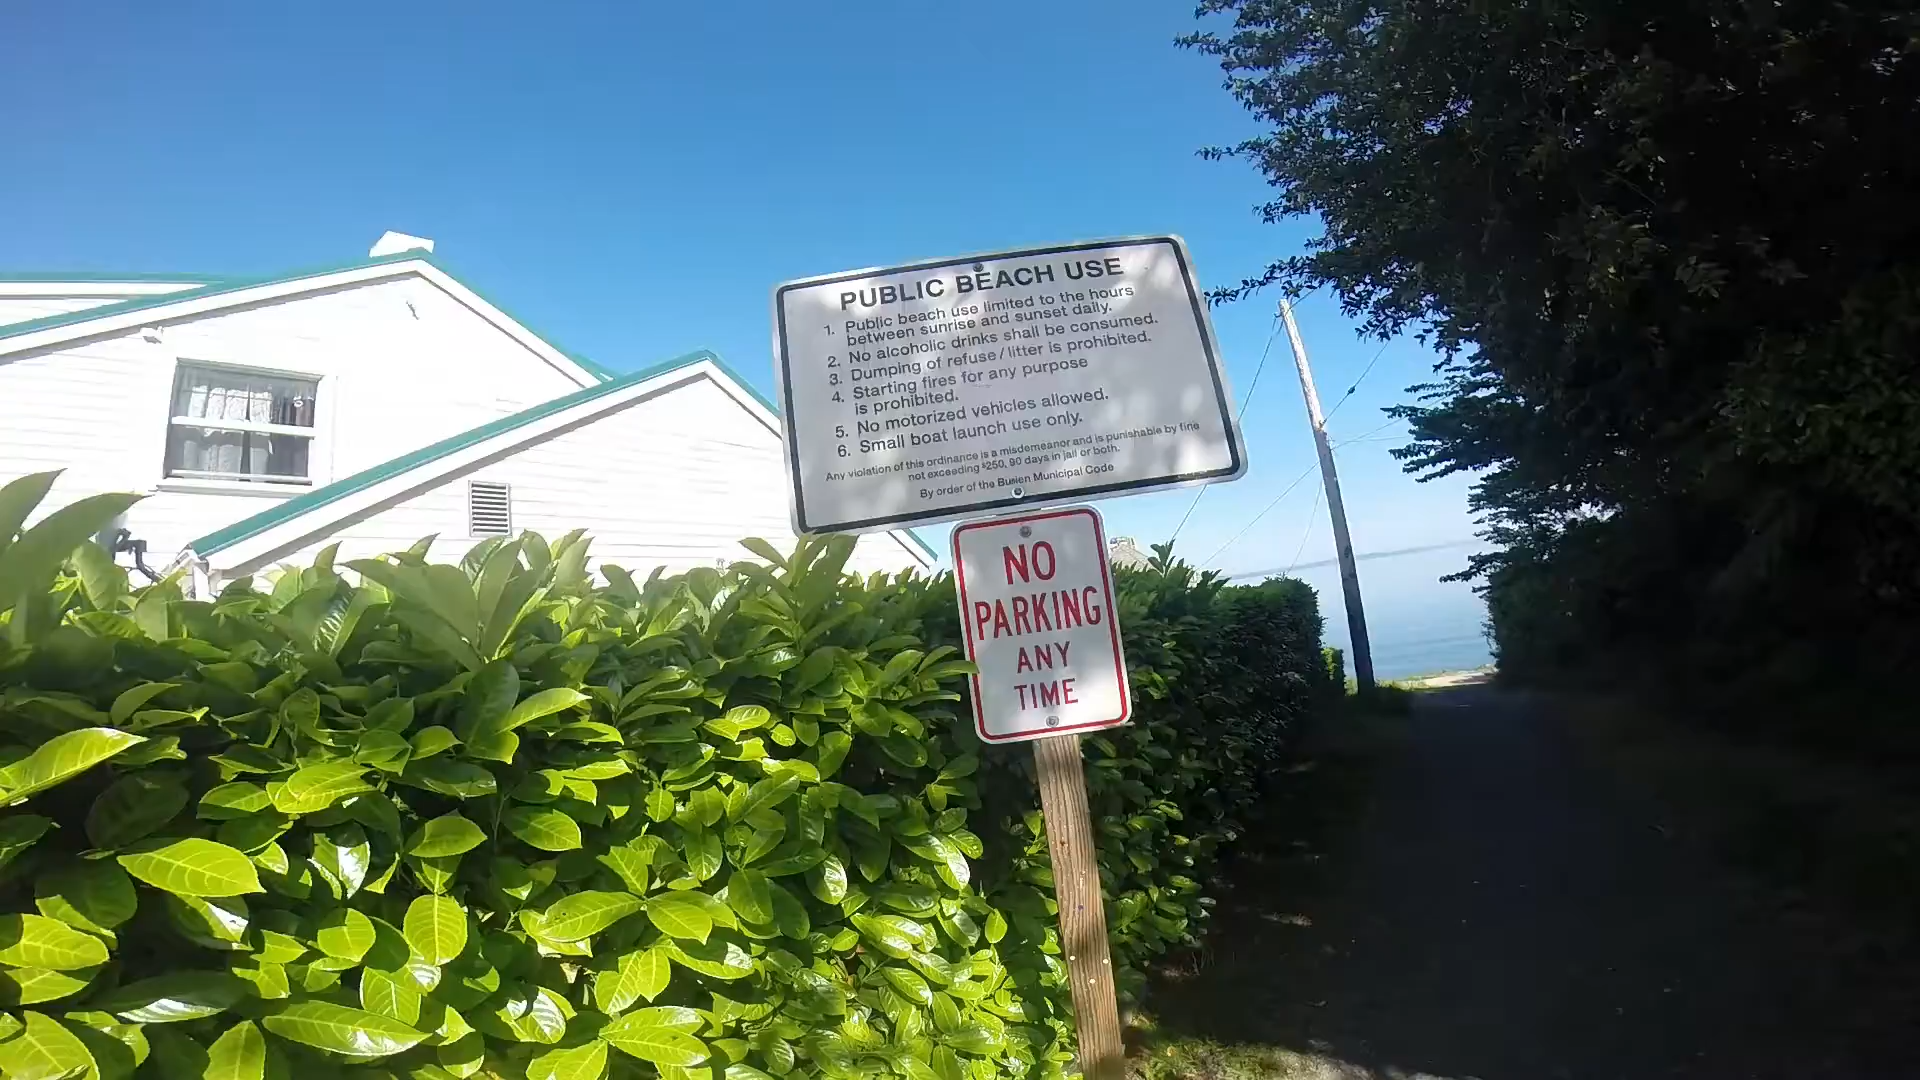 PUBLIC BEACH USE
1. Public beach use limited to the hours
between sunrise and sunset daily.
2. No alcoholic drinks shall be consumed.
3. Dumping of refuse / litter is prohibited.
4. Starting fires for any purpose
is prohibited.
5. No motorized vehicles allowed.
6. Small boat launch use only.
Any violation of this ordinance is a misdemeanor and is punishable by fine
not exceeding $250, 90 days in jail or both.
By order of the Burien Municipal Code
NO
PARKING
ANY
TIME